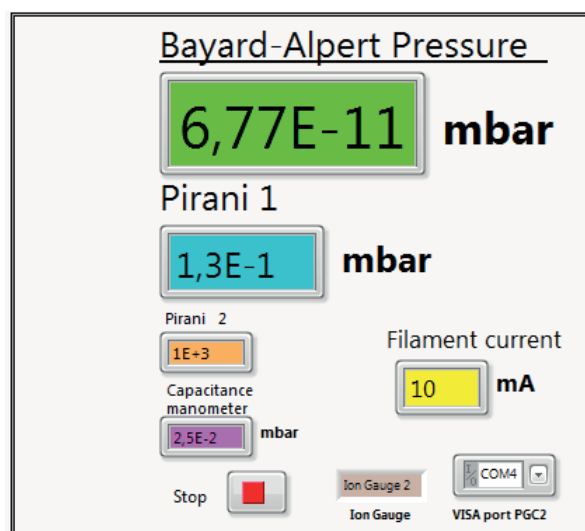 Bayard-Alpert Pressure
6,77E-11 mbar
Pirani 1
1,3E-1 mbar
Pirani 2
1E+3
Filament current
10 mA
Capacitance
manometer
2,5E-2 mbar
Stop
Ion Gauge 2
Ion Gauge
I/O COM4
VISA port PGC2